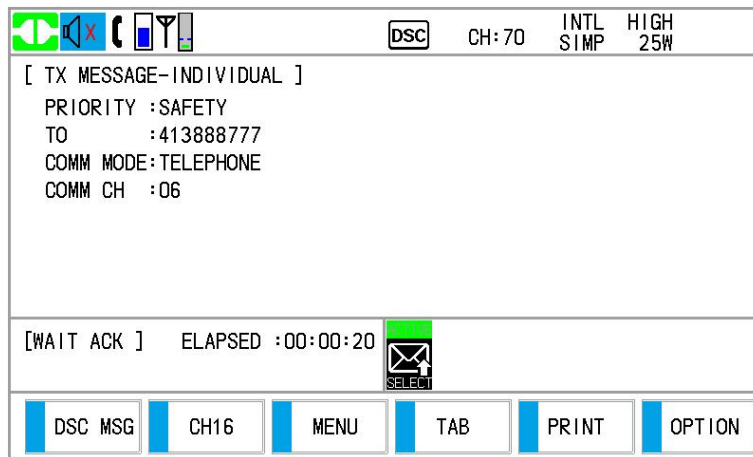 DSC CH:70 INTL HIGH
SIMP 25W
[ TX MESSAGE-INDIVIDUAL ]
PRIORITY :SAFETY
TO :413888777
COMM MODE:TELEPHONE
COMM CH :06
[WAIT ACK ] ELAPSED :00:00:20
SELECT
DSC MSG CH16 MENU TAB PRINT OPTION